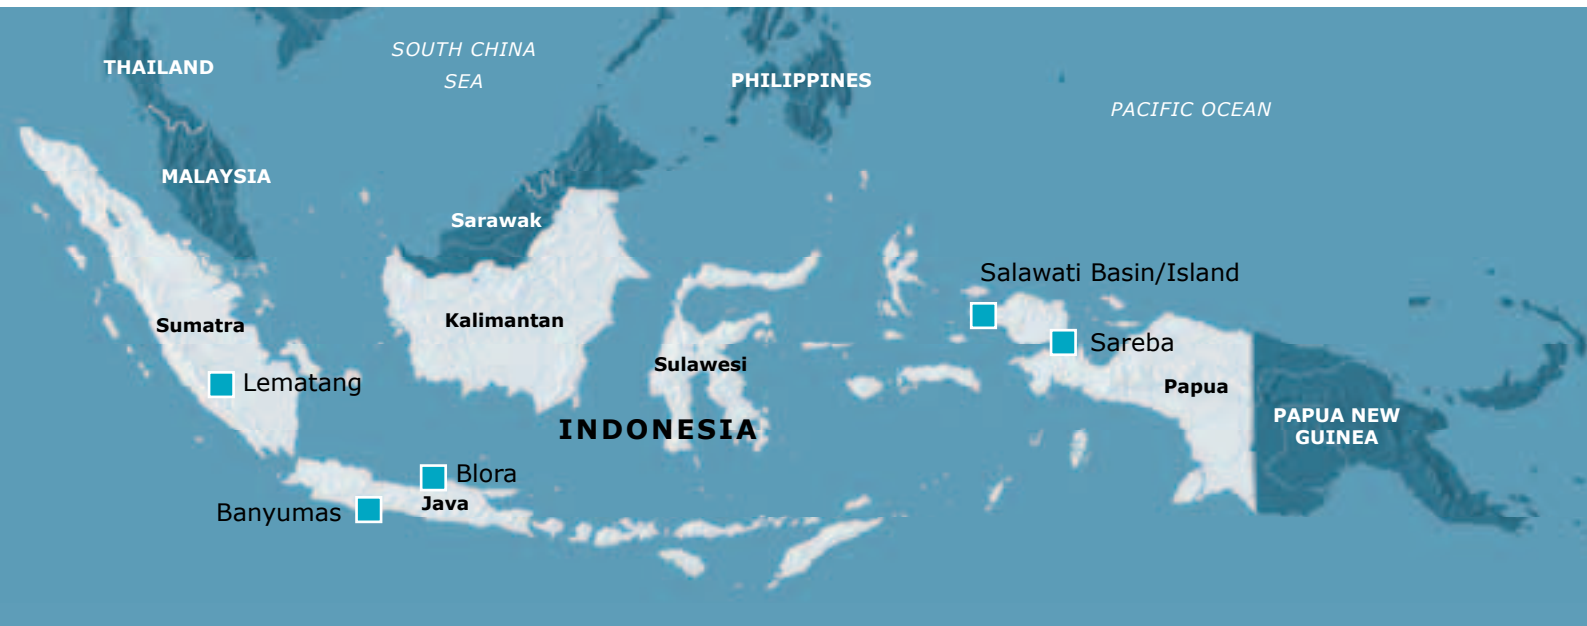 SOUTH CHINA
SEA
THAILAND
PHILIPPINES
PACIFIC OCEAN
MALAYSIA
Sarawak
Salawati Basin/Island
Sumatra
Kalimantan
Sareba
Sulawesi
Lematang
Papua
INDONESIA
PAPUA NEW
GUINEA
Blora
Java
Banyumas